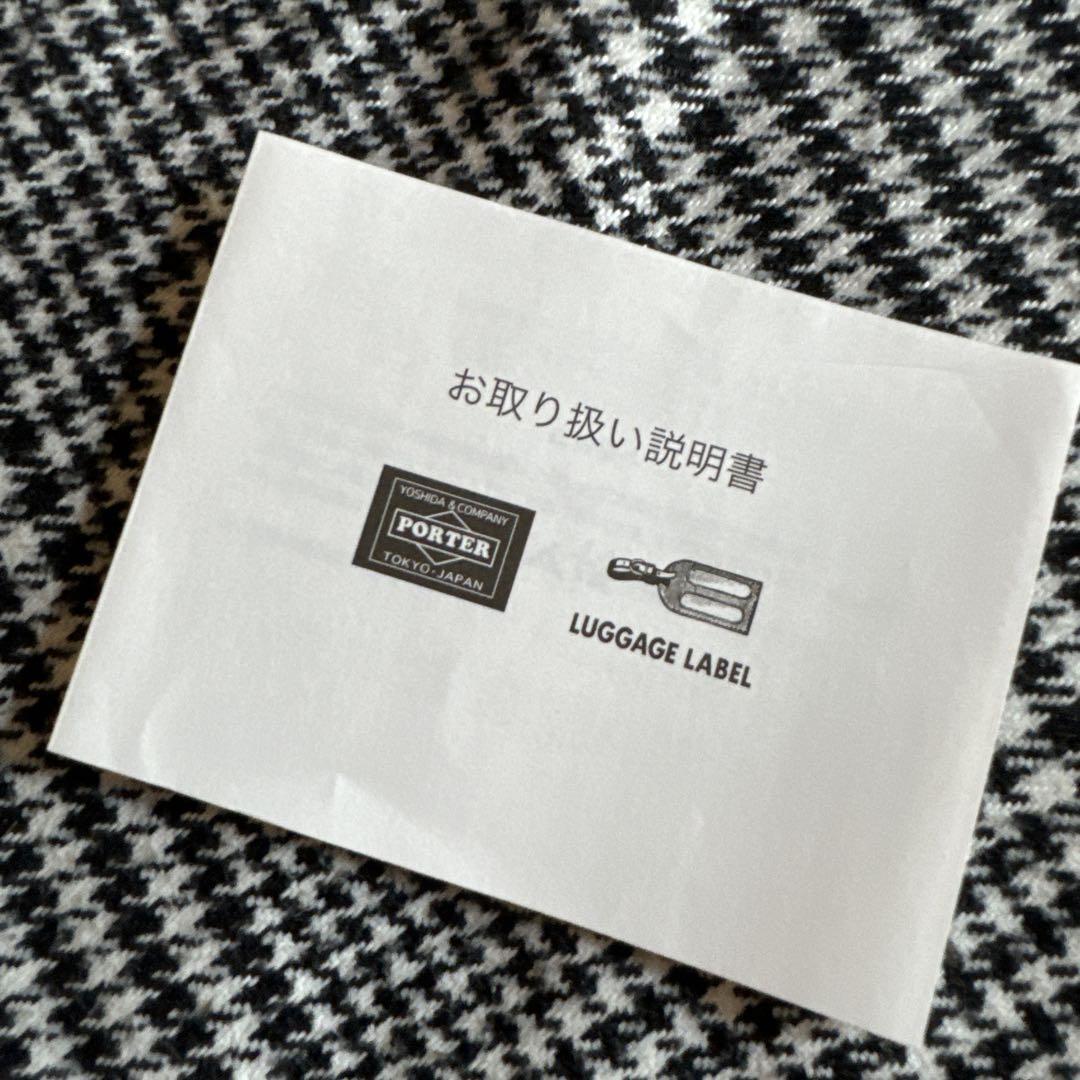 お取り扱い説明書
YOSHIDA & COMPANY
PORTER
TOKYO・JAPAN
LUGGAGE LABEL